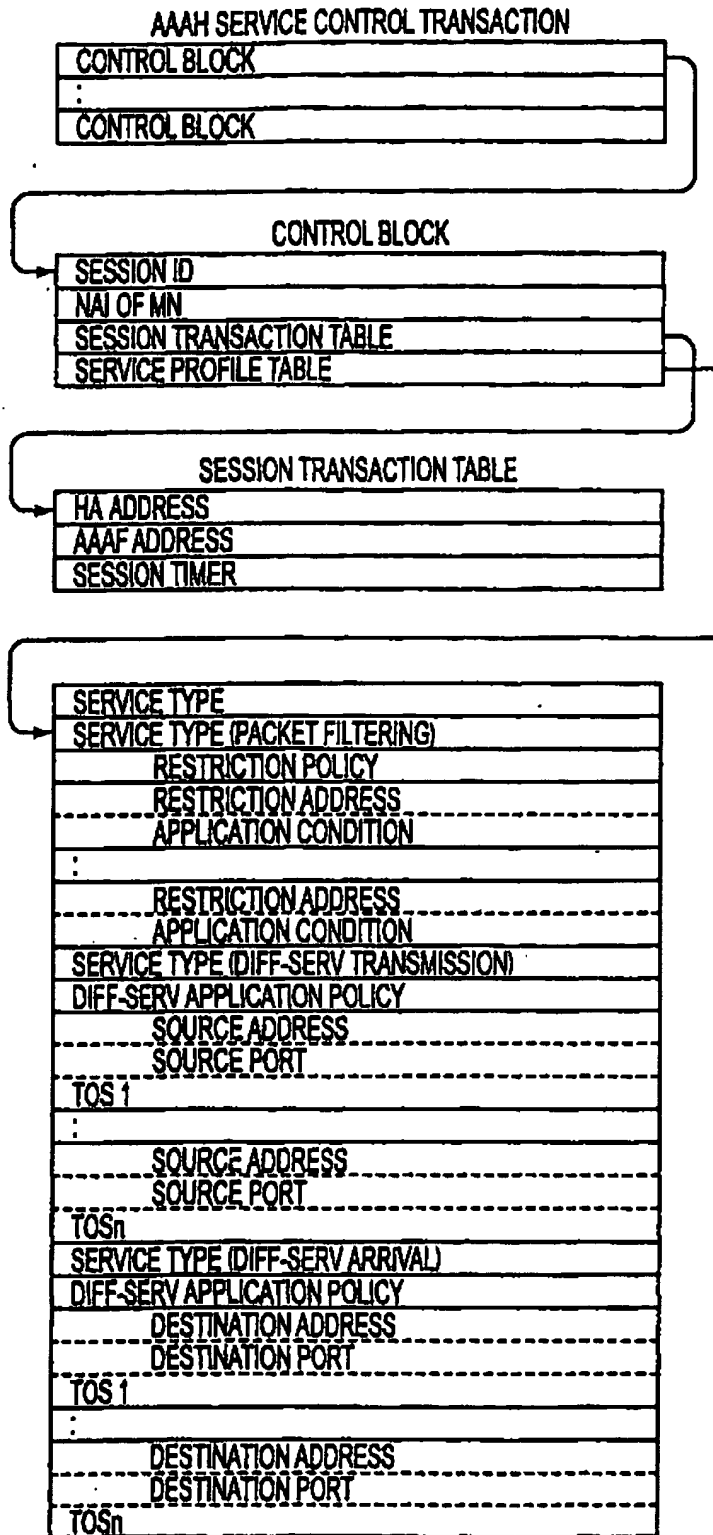 AAAH SERVICE CONTROL TRANSACTION
CONTROL BLOCK
:
CONTROL BLOCK
CONTROL BLOCK
SESSION ID
NAI OF MN
SESSION TRANSACTION TABLE
SERVICE PROFILE TABLE
SESSION TRANSACTION TABLE
HA ADDRESS
AAAF ADDRESS
SESSION TIMER
SERVICE TYPE
SERVICE TYPE (PACKET FILTERING)
RESTRICTION POLICY
RESTRICTION ADDRESS
APPLICATION CONDITION
:
RESTRICTION ADDRESS
APPLICATION CONDITION
SERVICE TYPE (DIFF-SERV TRANSMISSION)
DIFF-SERV APPLICATION POLICY
SOURCE ADDRESS
SOURCE PORT
TOS 1
:
SOURCE ADDRESS
SOURCE PORT
TOSn
SERVICE TYPE (DIFF-SERV ARRIVAL)
DIFF-SERV APPLICATION POLICY
DESTINATION ADDRESS
DESTINATION PORT
TOS 1
:
DESTINATION ADDRESS
DESTINATION PORT
TOSn